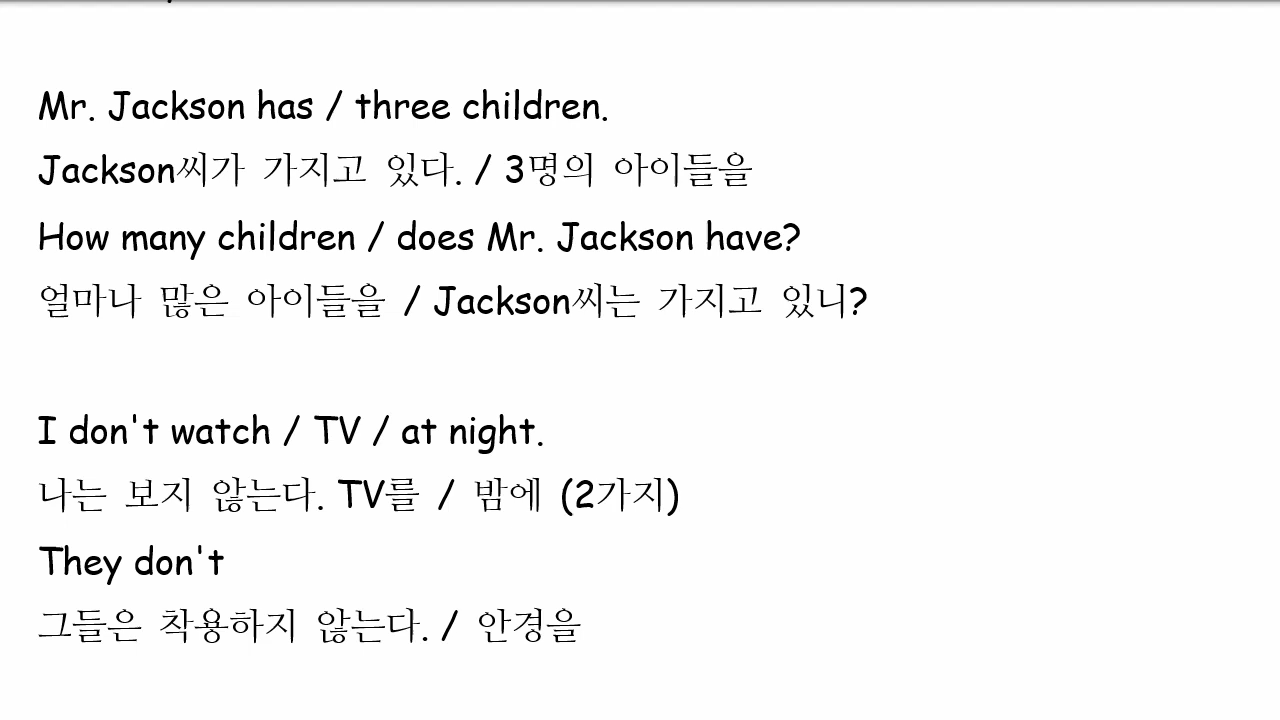 Mr. Jackson has / three children.
Jackson씨가 가지고 있다. / 3명의 아이들을
How many children / does Mr. Jackson have?
얼마나 많은 아이들을 / Jackson씨는 가지고 있니?
I don't watch / TV / at night.
나는 보지 않는다. TV를 / 밤에 (2가지)
They don't
그들은 착용하지 않는다. / 안경을